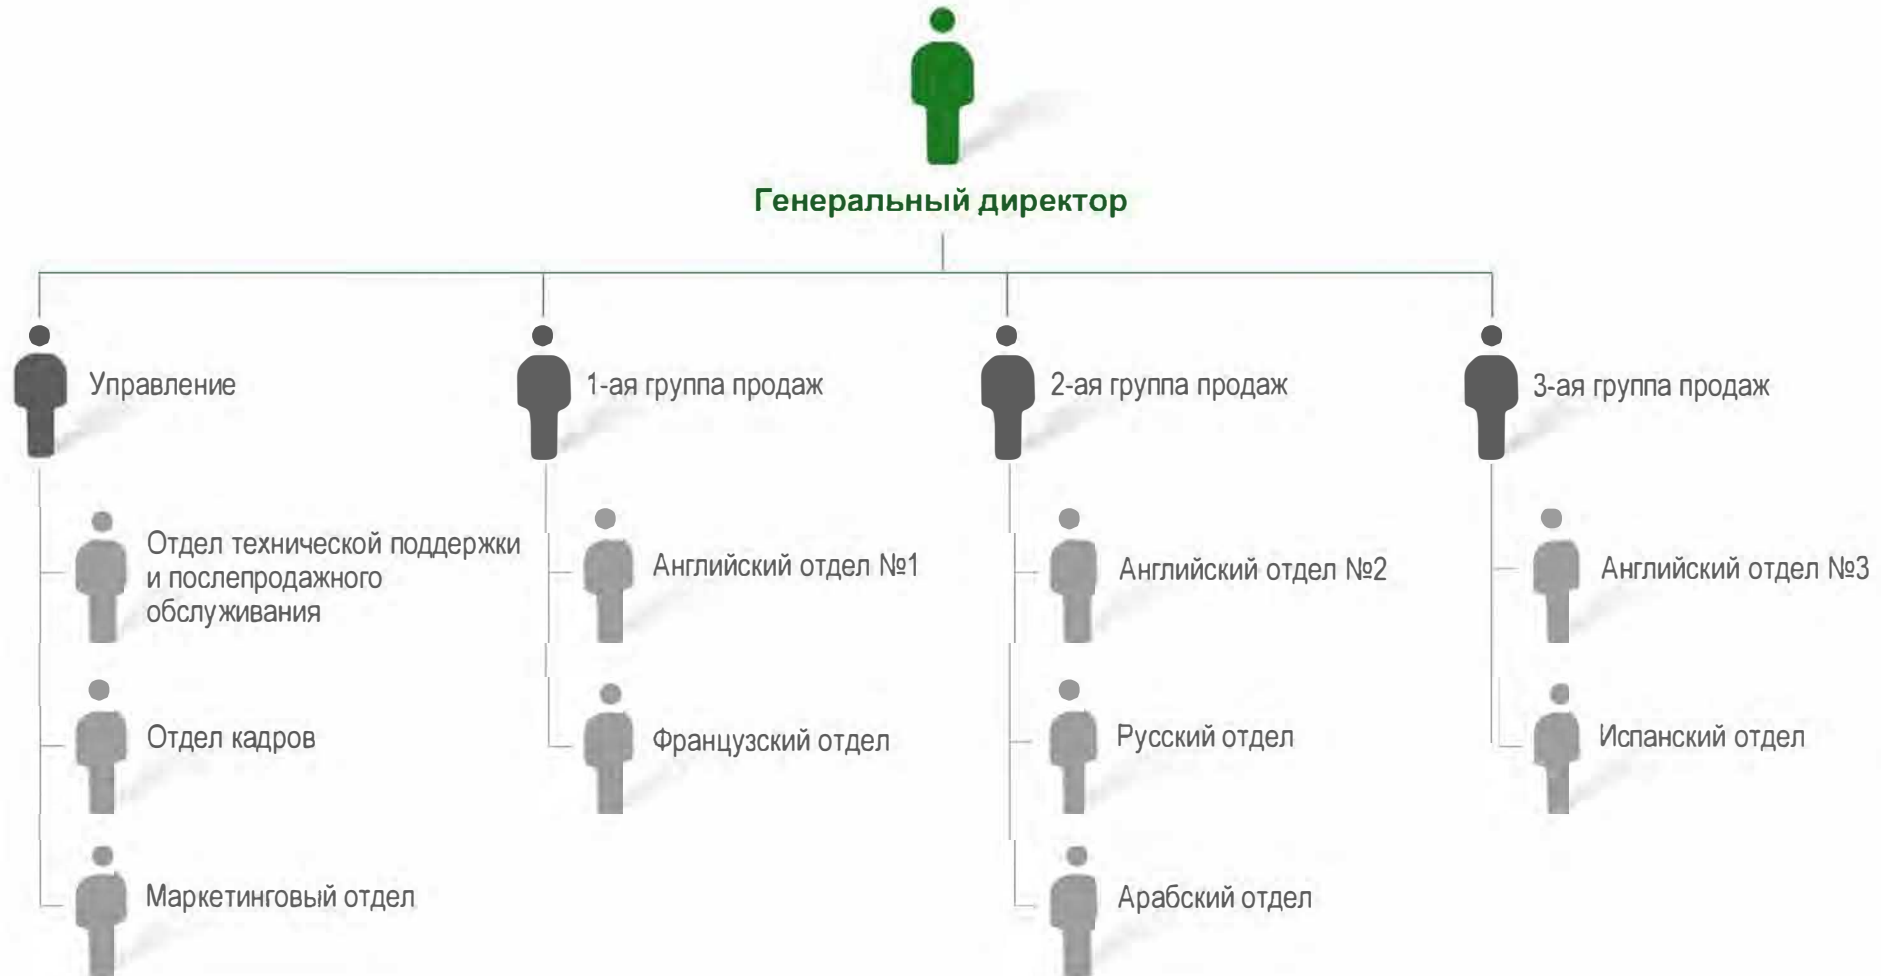 Генеральный директор
Управление
1-ая группа продаж
2-ая группа продаж
3-ая группа продаж
Отдел технической поддержки
и послепродажного
обслуживания
Английский отдел №1
Английский отдел №2
Английский отдел №3
Отдел кадров
Французский отдел
Русский отдел
Испанский отдел
Маркетинговый отдел
Арабский отдел